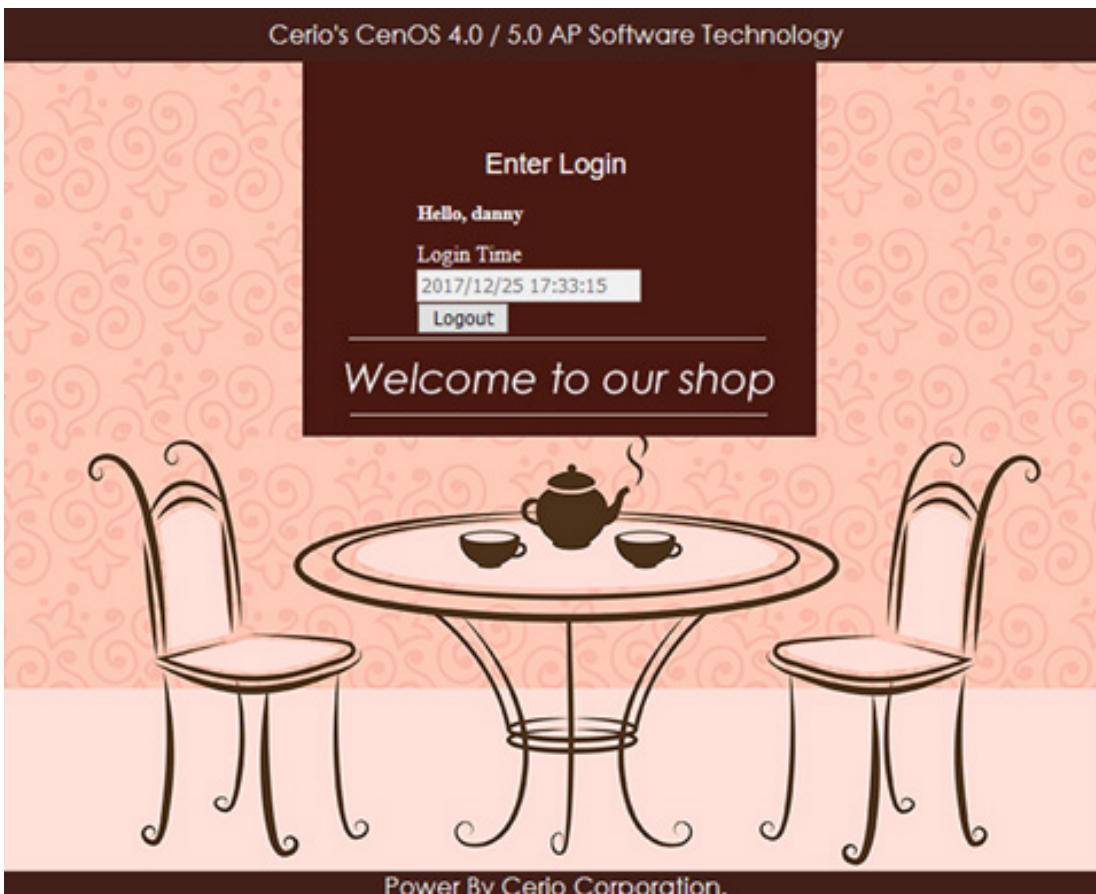 Cerio's CenOS 4.0 / 5.0 AP Software Technology
Enter Login
Hello, danny
Login Time
2017/12/25 17:33:15
Logout
Welcome to our shop
Power By Cerio Corporation.